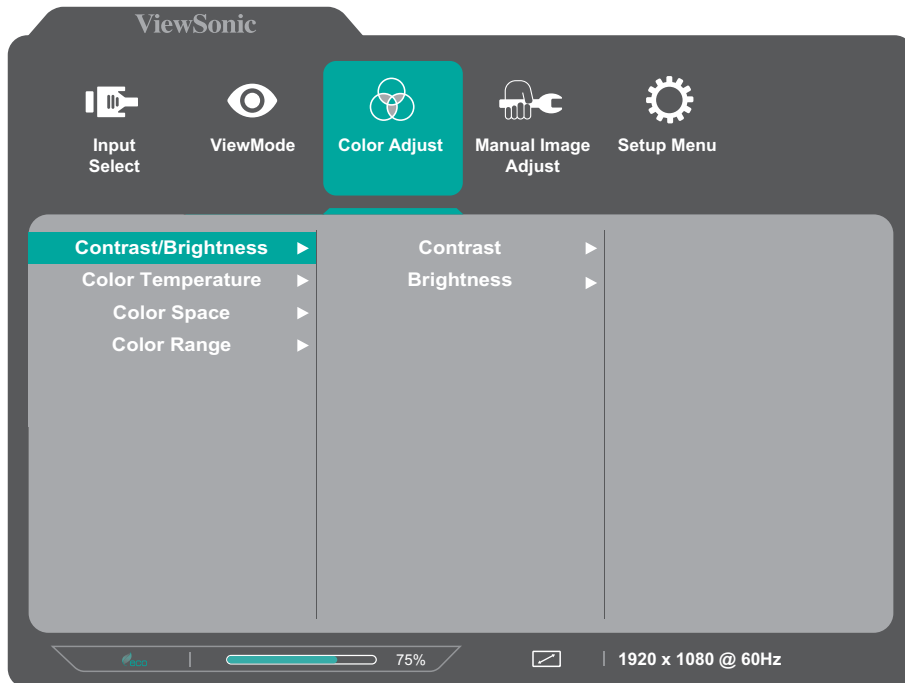 ViewSonic
Input
Select
ViewMode
Color Adjust
Manual Image
Adjust
Setup Menu
Contrast/Brightness
Color Temperature
Color Space
Color Range
Contrast
Brightness
eco
75%
1920 x 1080 @ 60Hz